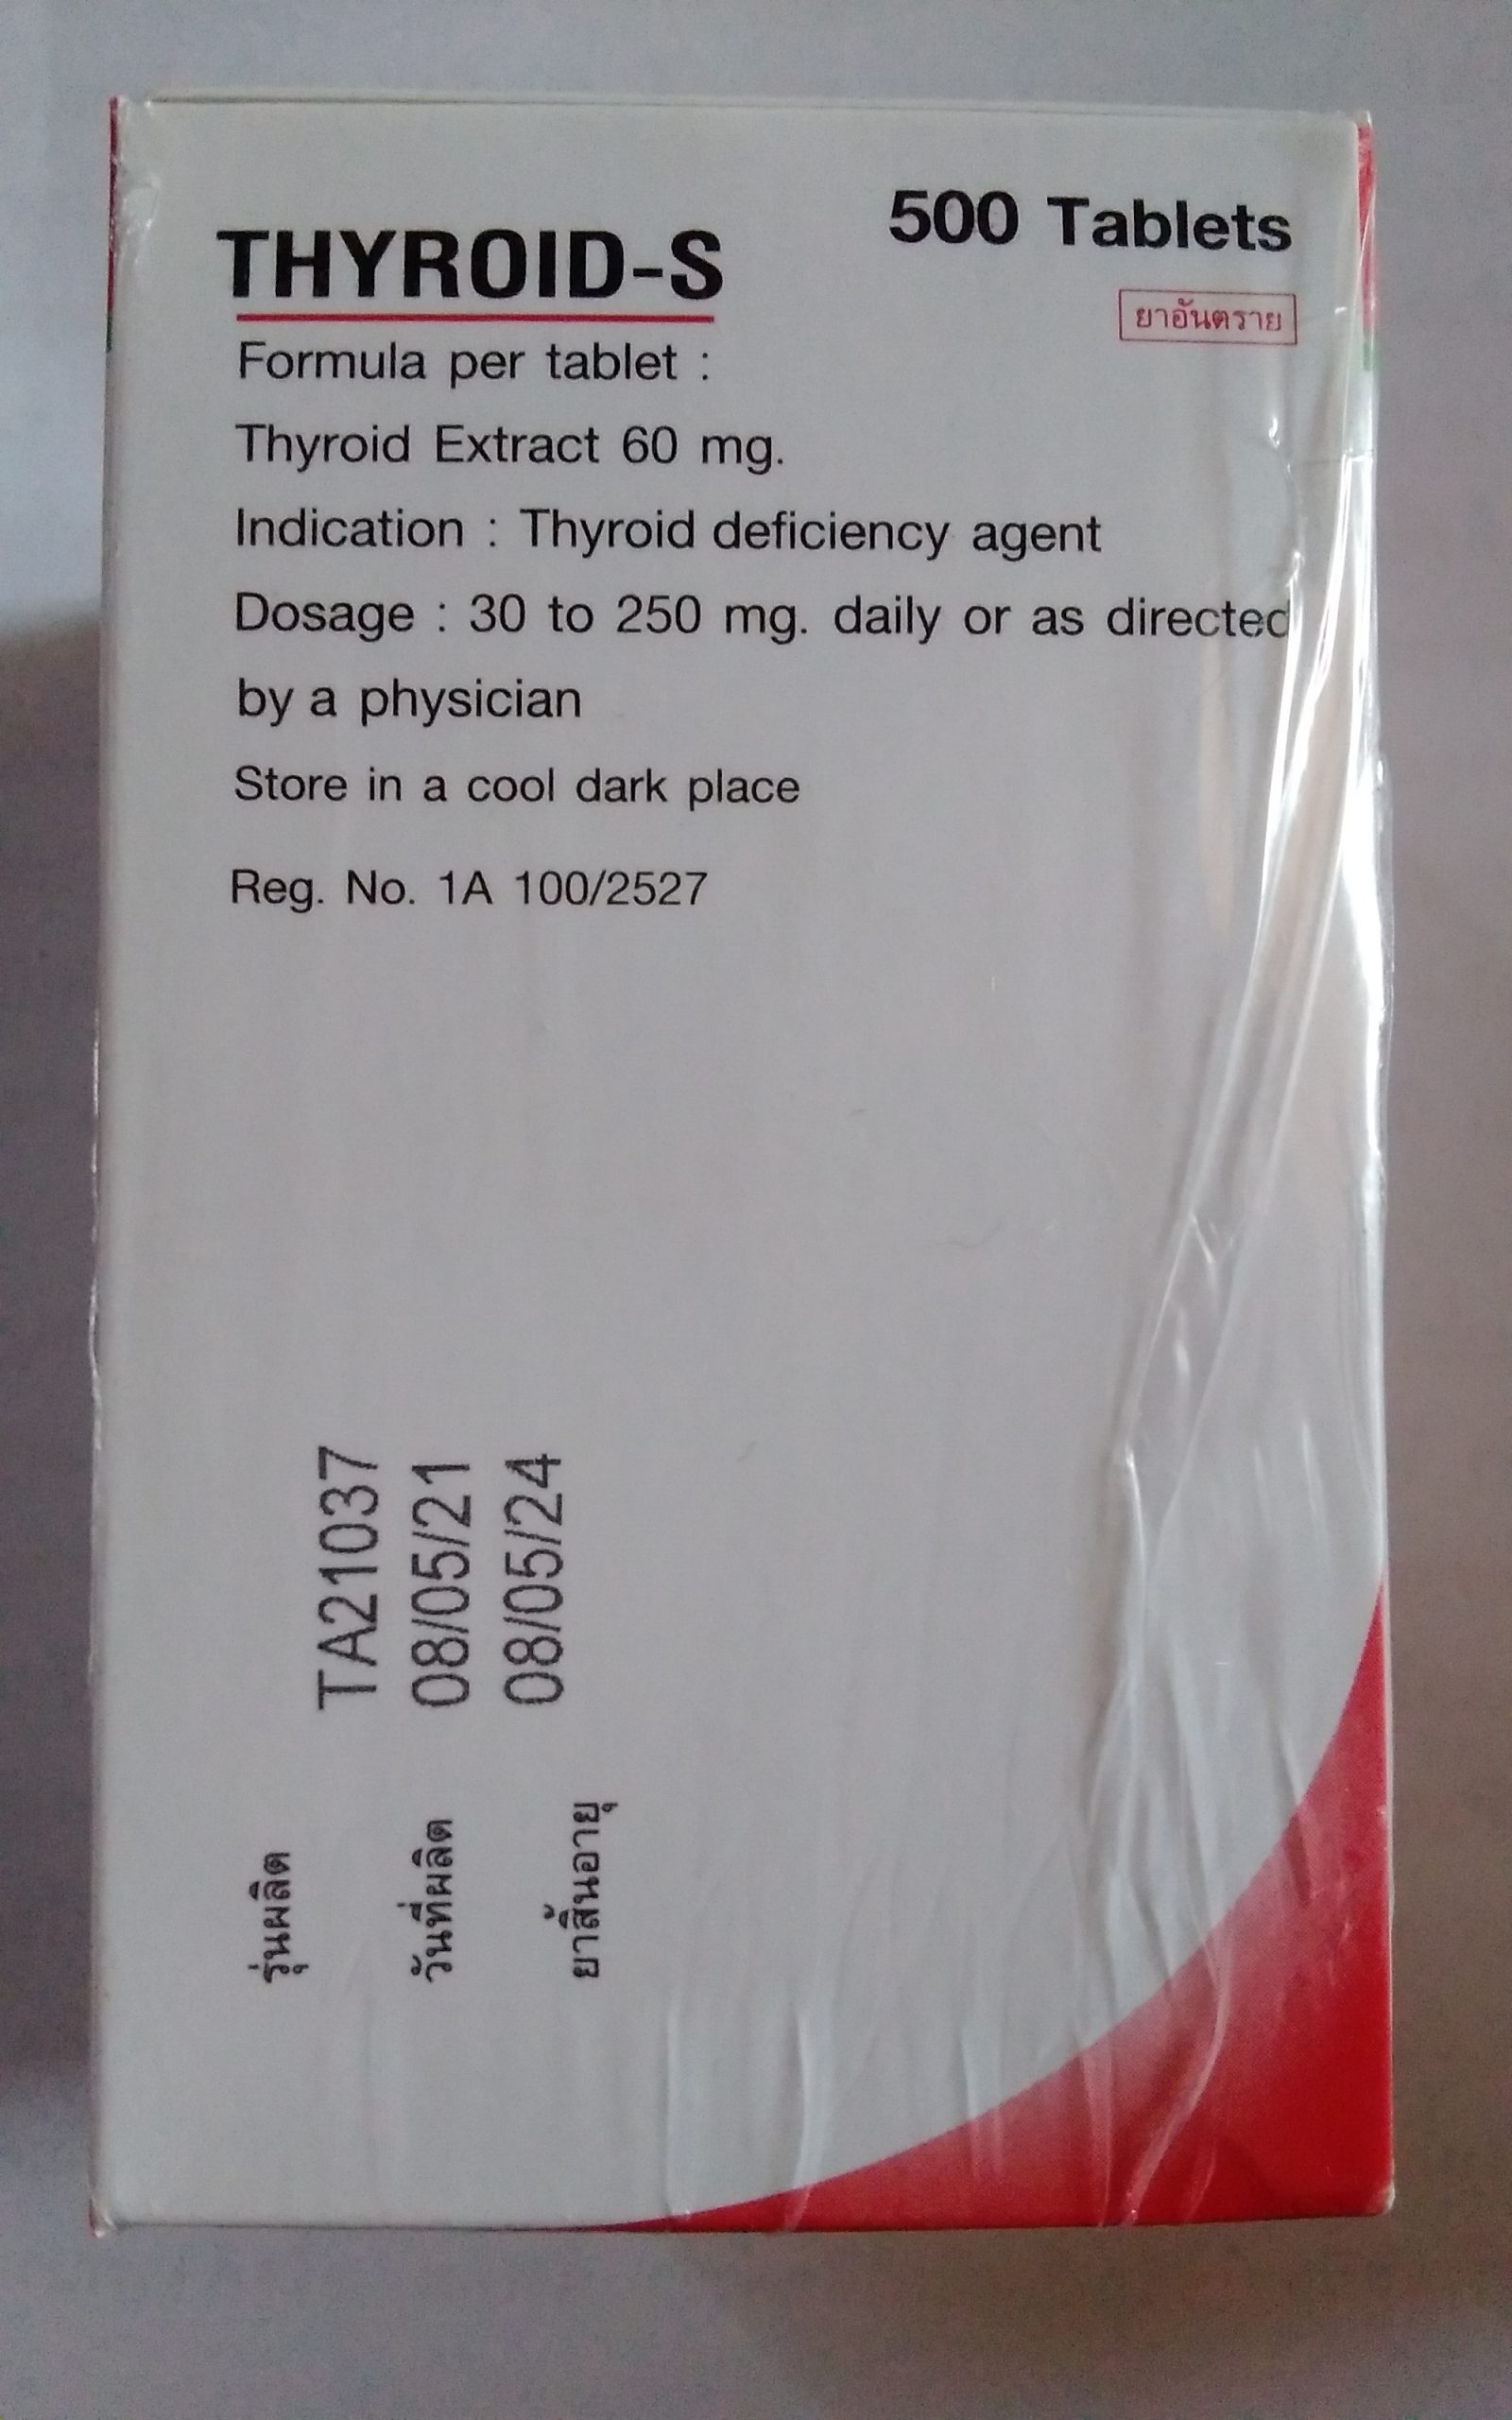 THYROID-S
500 Tablets
ยาอันตราย
Formula per tablet :
Thyroid Extract 60 mg.
Indication : Thyroid deficiency agent
Dosage : 30 to 250 mg. daily or as directed
by a physician
Store in a cool dark place
Reg. No. 1A 100/2527
รุ่นผลิต TA21037
วันที่ผลิต 08/05/21
ยาสิ้นอายุ 08/05/24